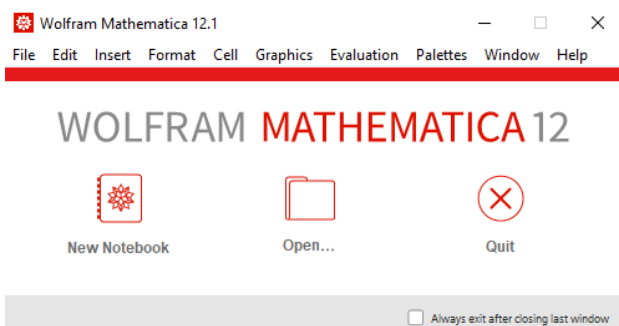 Wolfram Mathematica 12.1
File Edit Insert Format Cell Graphics Evaluation Palettes Window Help
WOLFRAM MATHEMATICA 12
New Notebook Open... Quit
Always exit after closing last window